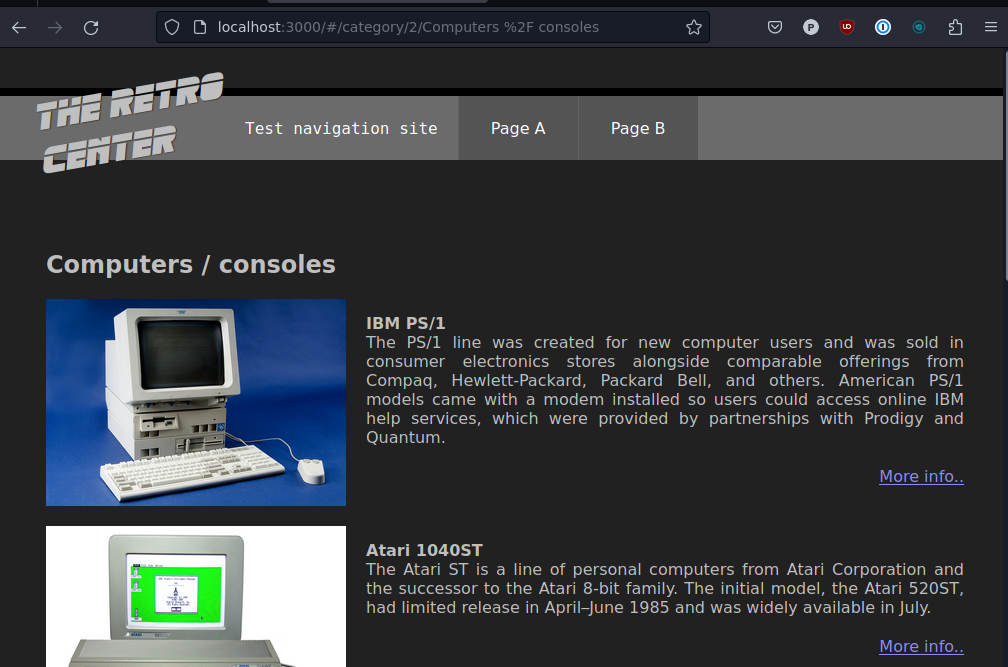 localhost:3000/#/category/2/Computers %2F consoles
THE RETRO
CENTER
Test navigation site
Page A
Page B
Computers / consoles
IBM PS/1
The PS/1 line was created for new computer users and was sold in
consumer electronics stores alongside comparable offerings from
Compaq, Hewlett-Packard, Packard Bell, and others. American PS/1
models came with a modem installed so users could access online IBM
help services, which were provided by partnerships with Prodigy and
Quantum.
More info..
Atari 1040ST
The Atari ST is a line of personal computers from Atari Corporation and
the successor to the Atari 8-bit family. The initial model, the Atari 520ST,
had limited release in April–June 1985 and was widely available in July.
More info..